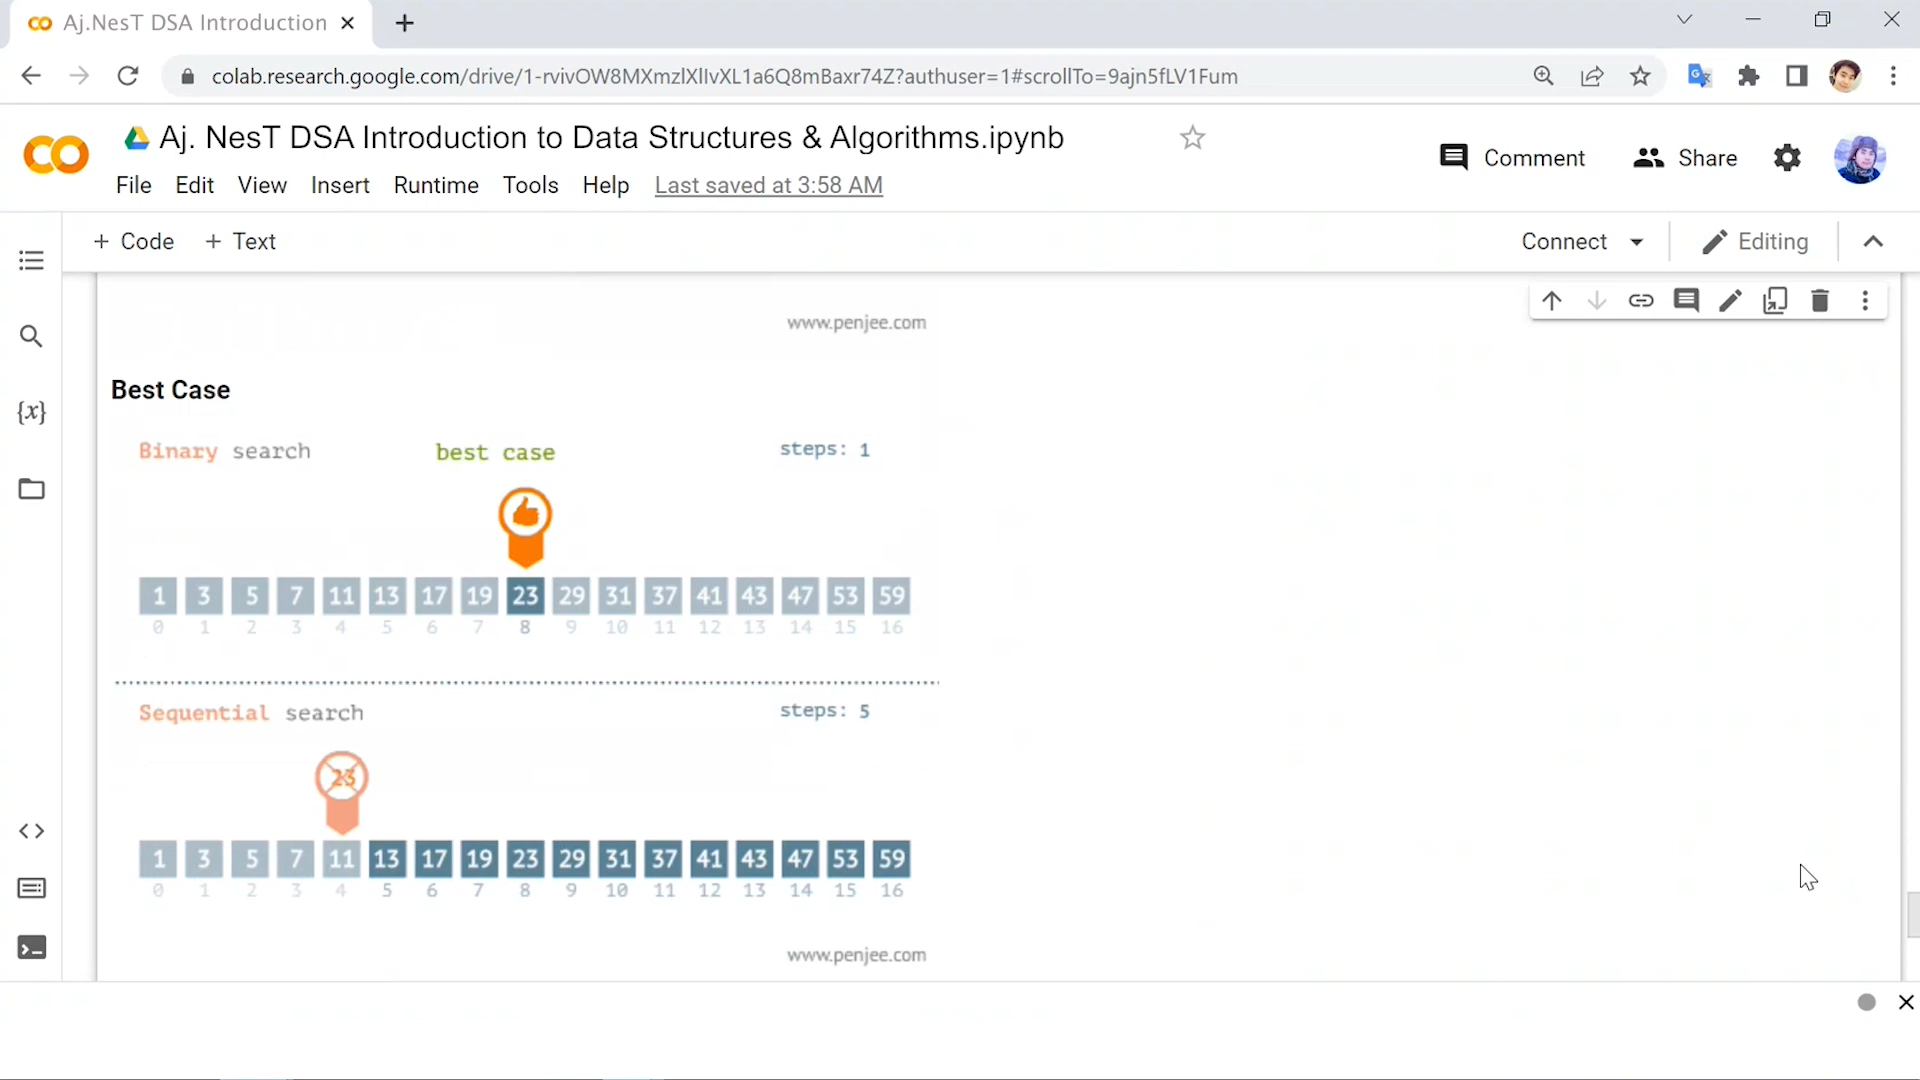 Aj.NesT DSA Introduction
colab.research.google.com/drive/1-rvivOW8MXmzlXlIvXL1a6Q8mBaxr74Z?authuser=1#scrollTo=9ajn5fLV1Fum
Aj. NesT DSA Introduction to Data Structures & Algorithms.ipynb
Comment
Share
File Edit View Insert Runtime Tools Help Last saved at 3:58 AM
+ Code + Text
Connect
Editing
www.penjee.com
Best Case
Binary search best case steps: 1
1 3 5 7 11 13 17 19 23 29 31 37 41 43 47 53 59
0 1 2 3 4 5 6 7 8 9 10 11 12 13 14 15 16
Sequential search steps: 5
23
1 3 5 7 11 13 17 19 23 29 31 37 41 43 47 53 59
0 1 2 3 4 5 6 7 8 9 10 11 12 13 14 15 16
www.penjee.com